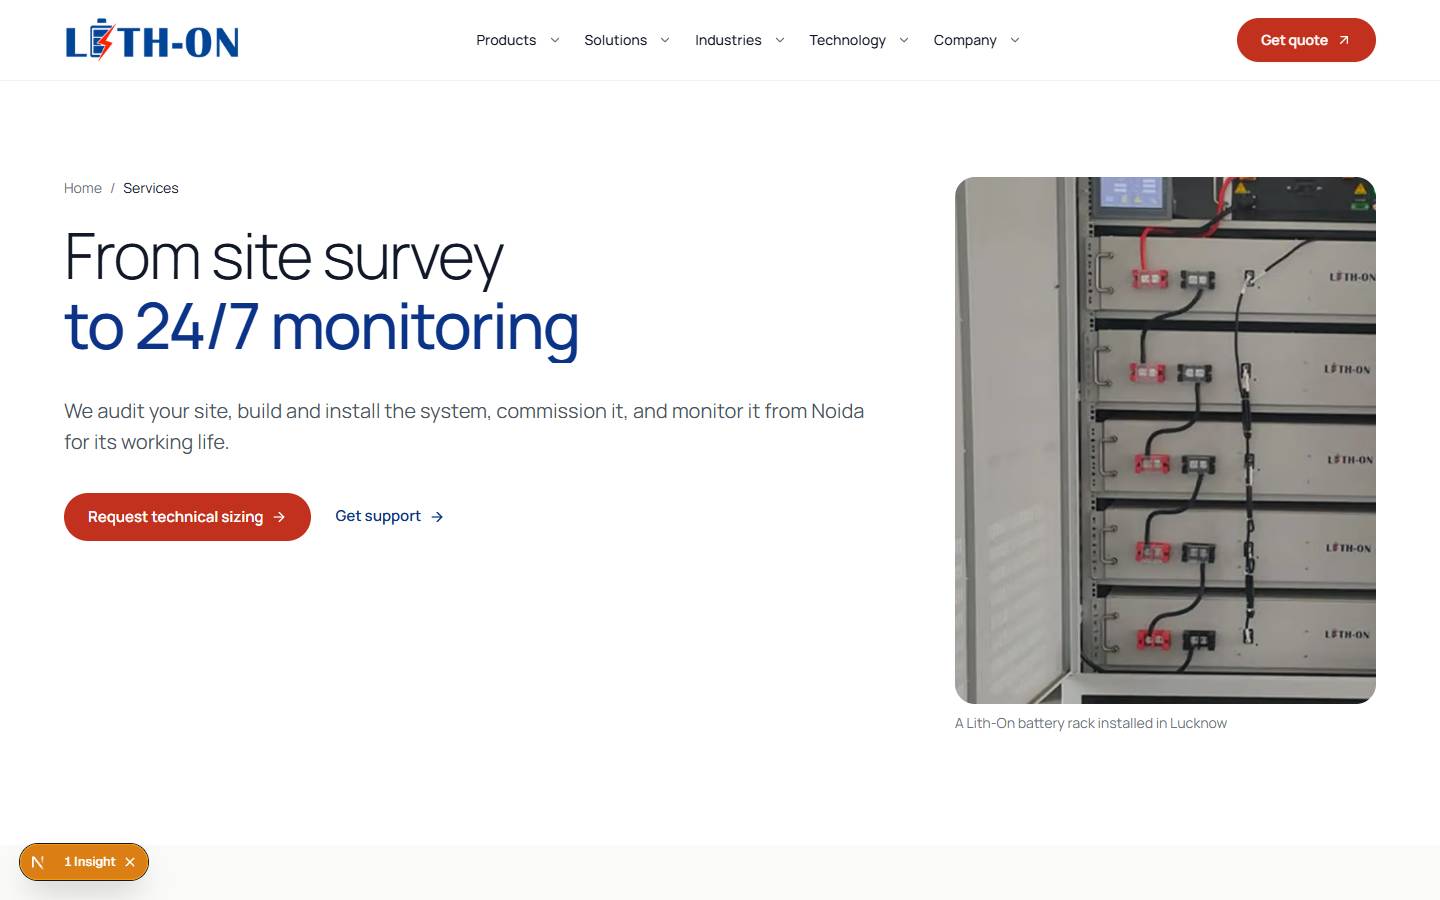 LITH-ON
Products
Solutions
Industries
Technology
Company
Get quote
Home / Services
From site survey
to 24/7 monitoring
We audit your site, build and install the system, commission it, and monitor it from Noida
for its working life.
Request technical sizing
Get support
LITH-ON
LITH-ON
LITH-ON
LITH-ON
LITH-ON
A Lith-On battery rack installed in Lucknow
N
1 Insight